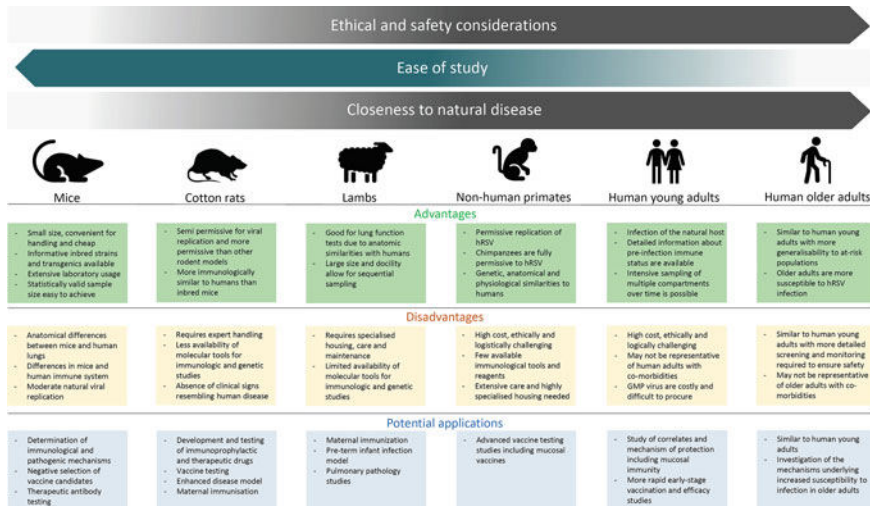 Ethical and safety considerations
Ease of study
Closeness to natural disease
Mice
Cotton rats
Lambs
Non-human primates
Human young adults
Human older adults
Advantages
- Small size, convenient for
handling and cheap
- Informative inbred strains
and transgenics available
- Extensive laboratory usage
- Statistically valid sample
size easy to achieve
- Semi permissive for viral
replication and more
permissive than other
rodent models
- More immunologically
similar to humans than
inbred mice
- Good for lung function
tests due to anatomic
similarities with humans
- Large size and docility
allow for sequential
sampling
- Permissive replication of
hRSV
- Chimpanzees are fully
permissive to hRSV
- Genetic, anatomical and
physiological similarities to
humans
- Infection of the natural host
- Detailed information about
pre-infection immune
status are available
- Intensive sampling of
multiple compartments
over time is possible
- Similar to human young
adults with more
generalisability to at-risk
populations
- Older adults are more
susceptible to hRSV
infection
Disadvantages
- Anatomical differences
between mice and human
lungs
- Differences in mice and
human immune system
- Moderate natural viral
replication
- Requires expert handling
- Less availability of
molecular tools for
immunologic and genetic
studies
- Absence of clinical signs
resembling human disease
- Requires specialised
housing, care and
maintenance
- Limited availability of
molecular tools for
immunologic and genetic
studies
- High cost, ethically and
logistically challenging
- Few available
immunological tools and
reagents
- Extensive care and highly
specialised housing needed
- High cost, ethically and
logically challenging
- May not be representative
of human adults with
co-morbidities
- GMP virus are costly and
difficult to procure
- Similar to human young
adults with more detailed
screening and monitoring
required to ensure safety
- May not be representative
of older adults with co-
morbidities
Potential applications
- Determination of
immunological and
pathogenic mechanisms
- Negative selection of
vaccine candidates
- Therapeutic antibody
testing
- Development and testing
of immunoprophylactic
and therapeutic drugs
- Vaccine testing
- Enhanced disease model
- Maternal immunisation
- Maternal immunization
- Pre-term infant infection
model
- Pulmonary pathology
studies
- Advanced vaccine testing
studies including mucosal
vaccines
- Study of correlates and
mechanism of protection
including mucosal
immunity
- More rapid early-stage
vaccination and efficacy
studies
- Similar to human young
adults
- Investigation of the
mechanisms underlying
increased susceptibility to
infection in older adults